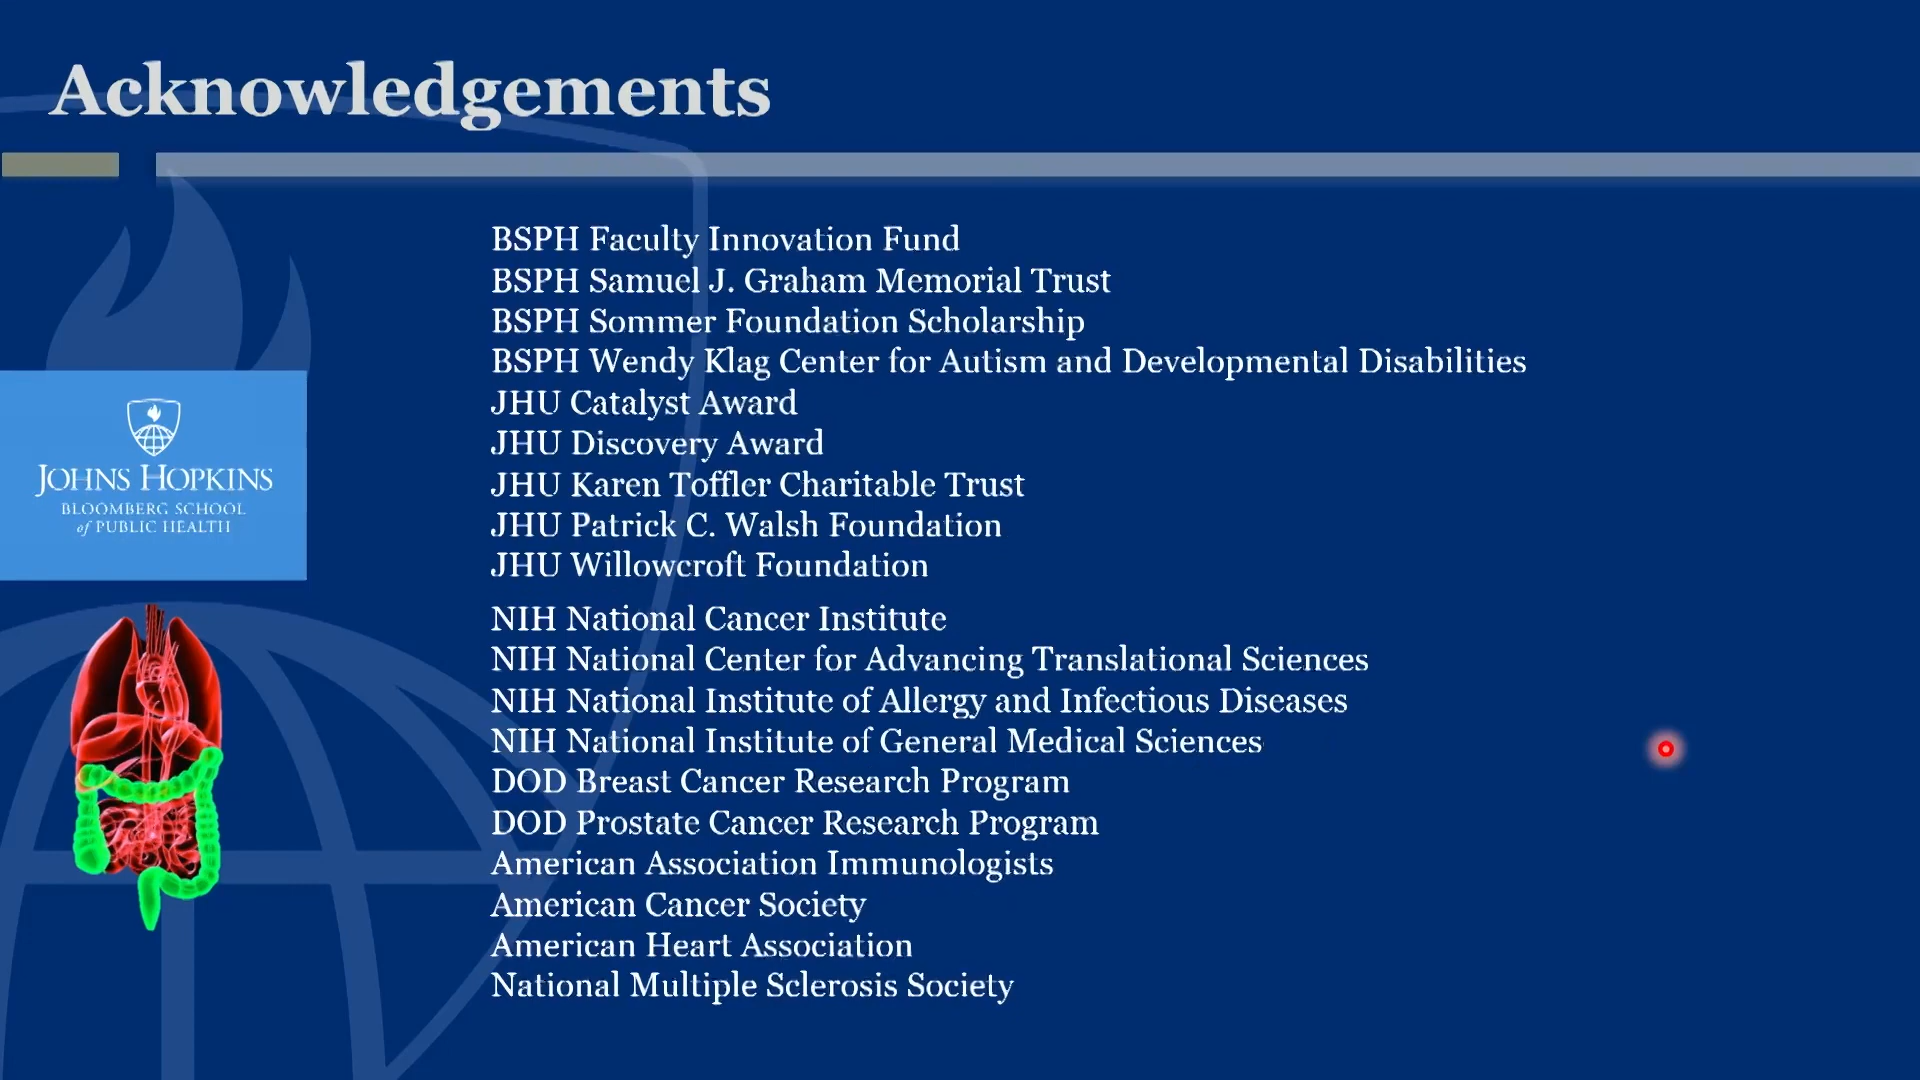 Acknowledgements
BSPH Faculty Innovation Fund
BSPH Samuel J. Graham Memorial Trust
BSPH Sommer Foundation Scholarship
BSPH Wendy Klag Center for Autism and Developmental Disabilities
JHU Catalyst Award
JHU Discovery Award
JHU Karen Toffler Charitable Trust
JHU Patrick C. Walsh Foundation
JHU Willowcroft Foundation
NIH National Cancer Institute
NIH National Center for Advancing Translational Sciences
NIH National Institute of Allergy and Infectious Diseases
NIH National Institute of General Medical Sciences
DOD Breast Cancer Research Program
DOD Prostate Cancer Research Program
American Association Immunologists
American Cancer Society
American Heart Association
National Multiple Sclerosis Society
JOHNS HOPKINS
BLOOMBERG SCHOOL
of PUBLIC HEALTH